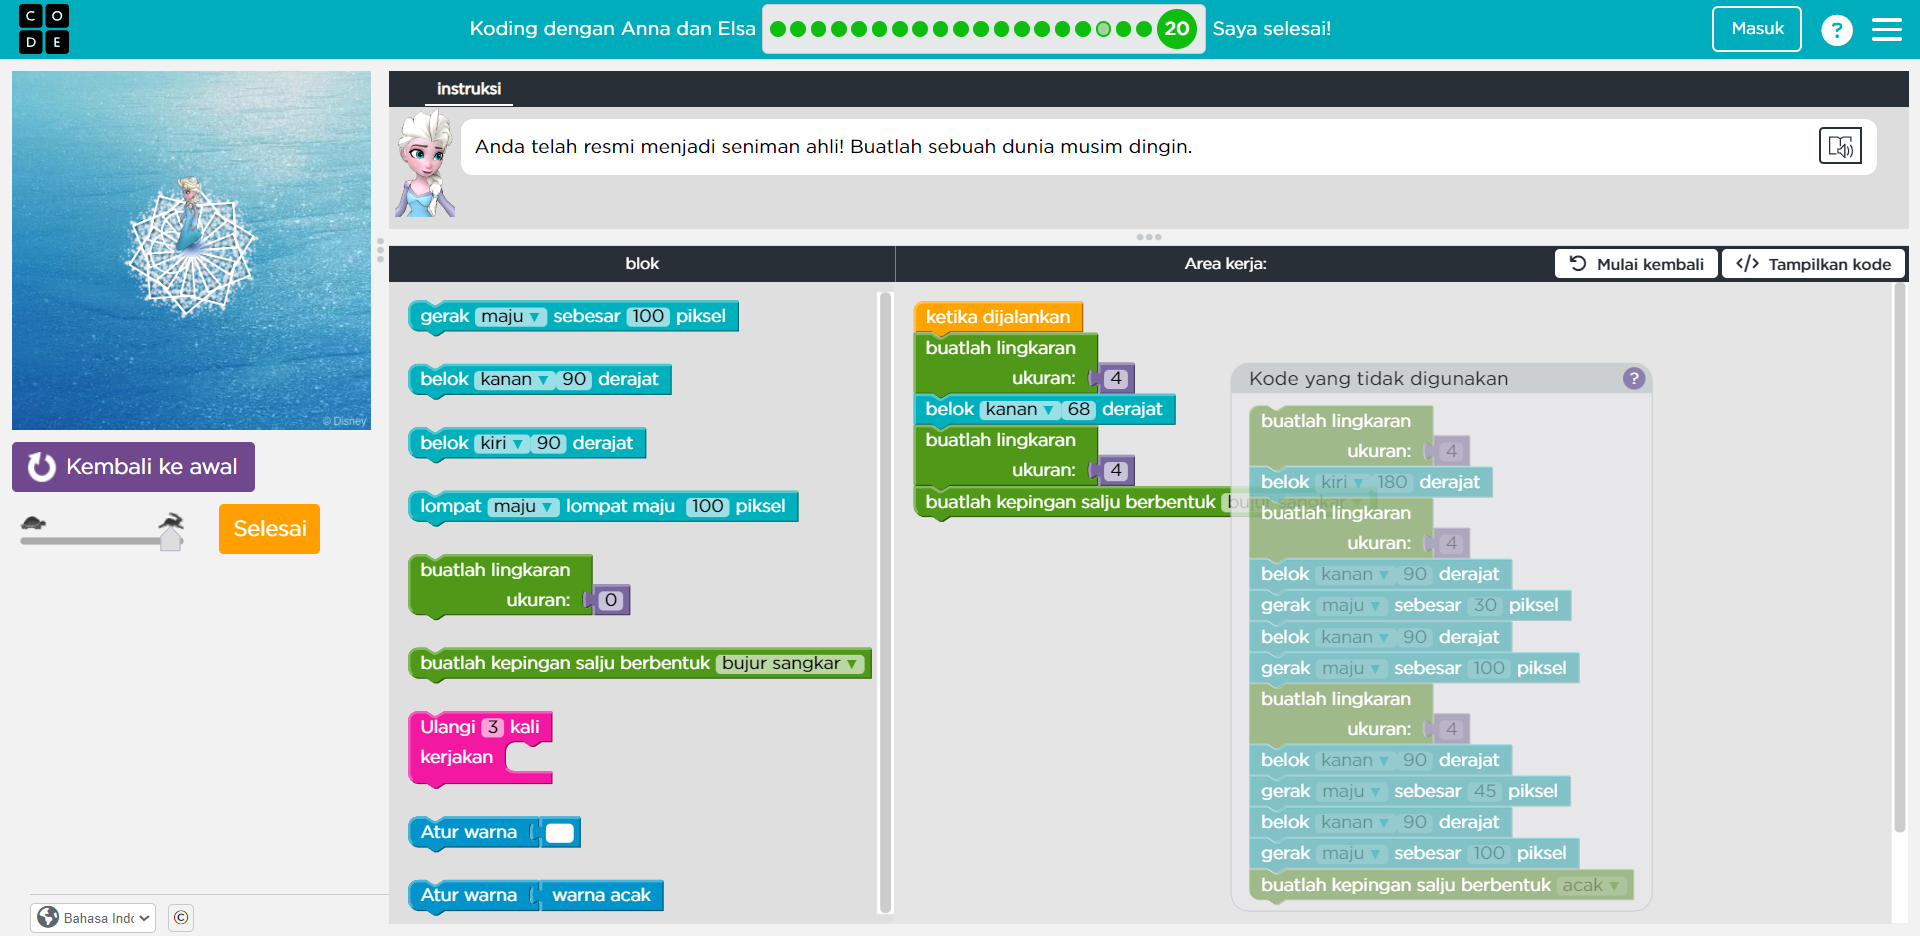 CODE
Koding dengan Anna dan Elsa
20
Saya selesai!
Masuk
?
instruksi
Anda telah resmi menjadi seniman ahli! Buatlah sebuah dunia musim dingin.
© Disney
Kembali ke awal
Selesai
blok
Area kerja:
Mulai kembali
</> Tampilkan kode
gerak maju ▼ sebesar 100 piksel
belok kanan ▼ 90 derajat
belok kiri ▼ 90 derajat
lompat maju ▼ lompat maju 100 piksel
buatlah lingkaran
ukuran: 0
buatlah kepingan salju berbentuk bujur sangkar ▼
Ulangi 3 kali
kerjakan
Atur warna
Atur warna warna acak
ketika dijalankan
buatlah lingkaran
ukuran: 4
belok kanan ▼ 68 derajat
buatlah lingkaran
ukuran: 4
buatlah kepingan salju berbentuk bujur sangkar
Kode yang tidak digunakan
?
buatlah lingkaran
ukuran: 4
belok kiri ▼ 180 derajat
buatlah lingkaran
ukuran: 4
belok kanan ▼ 90 derajat
gerak maju ▼ sebesar 30 piksel
belok kanan ▼ 90 derajat
gerak maju ▼ sebesar 100 piksel
buatlah lingkaran
ukuran: 4
belok kanan ▼ 90 derajat
gerak maju ▼ sebesar 45 piksel
belok kanan ▼ 90 derajat
gerak maju ▼ sebesar 100 piksel
buatlah kepingan salju berbentuk acak ▼
Bahasa Indo
©